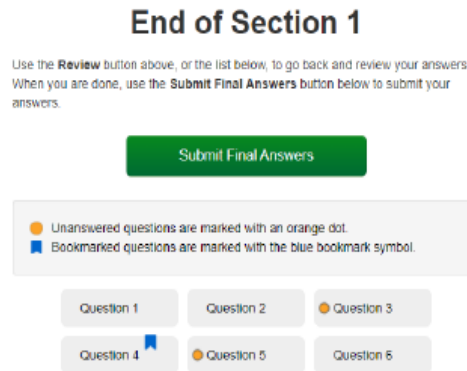 End of Section 1
Use the Review button above, or the list below, to go back and review your answers
When you are done, use the Submit Final Answers button below to submit your
answers.
Submit Final Answers
Unanswered questions are marked with an orange dot.
Bookmarked questions are marked with the blue bookmark symbol.
Question 1 Question 2 Question 3
Question 4 Question 5 Question 6